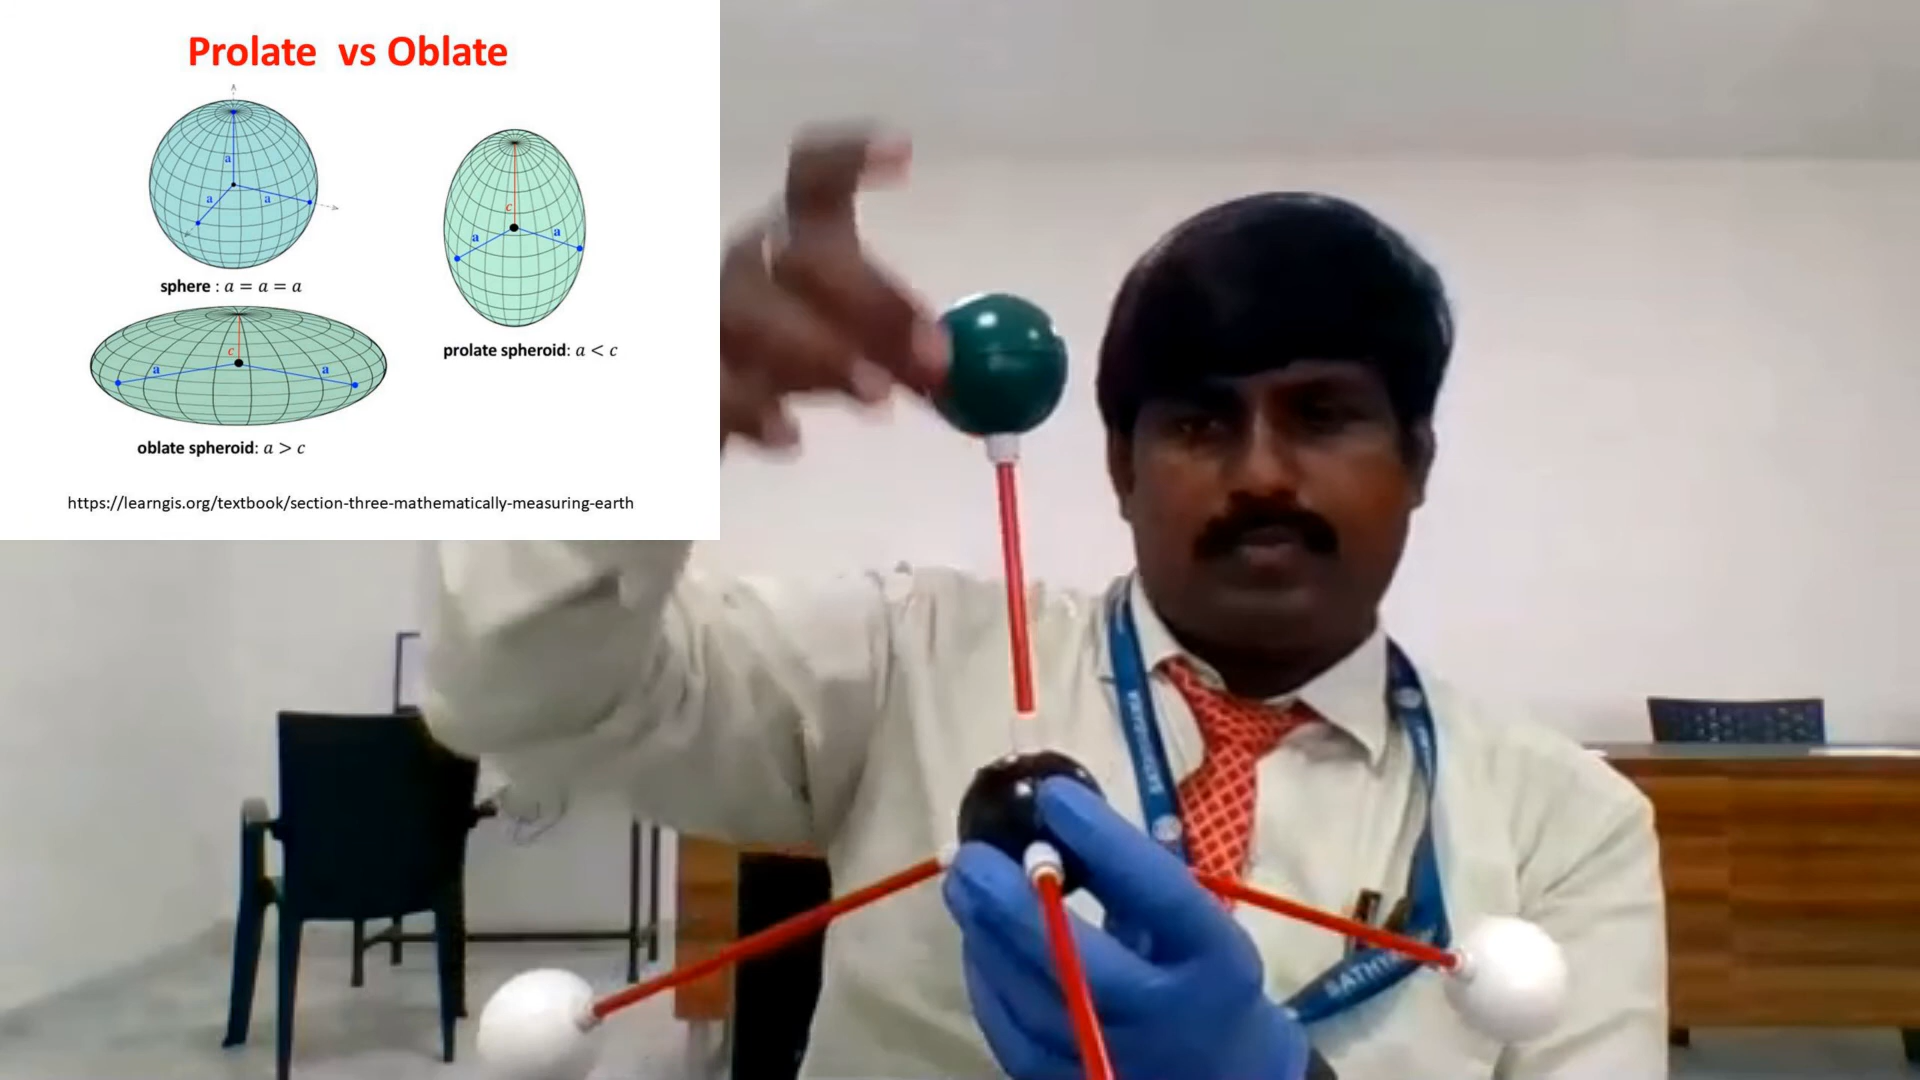 Prolate vs Oblate
a
a
a
sphere : a = a = a
c
a
a
prolate spheroid: a < c
c
a
a
oblate spheroid: a > c
https://learngis.org/textbook/section-three-mathematically-measuring-earth